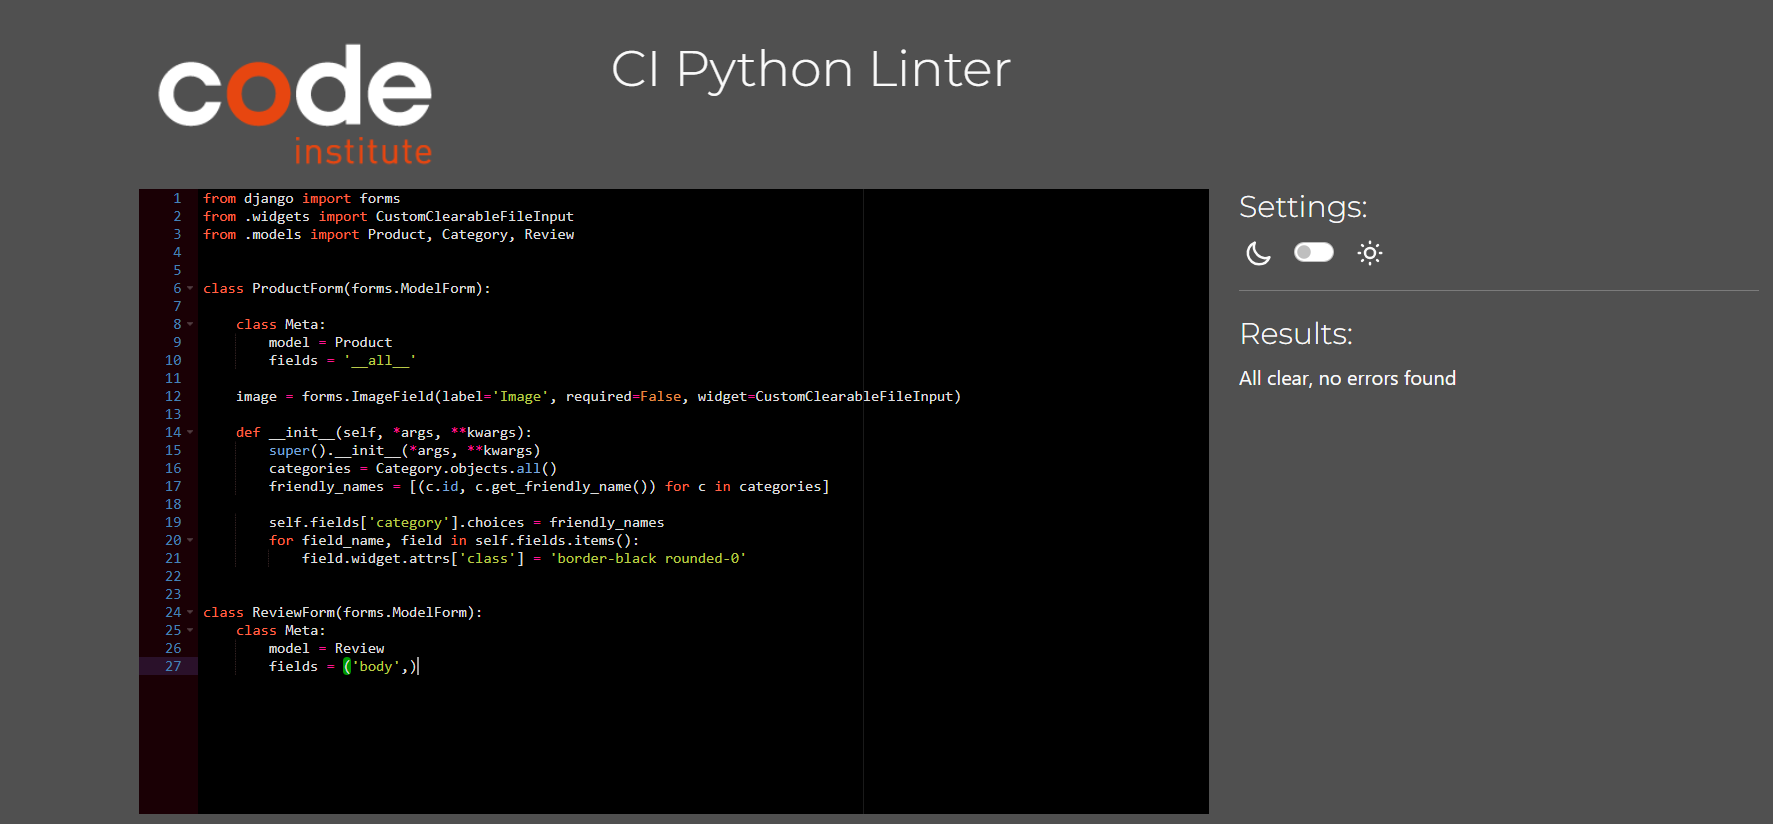 code
institute
CI Python Linter
1 from django import forms
2 from .widgets import CustomClearableFileInput
3 from .models import Product, Category, Review
4
5
6 class ProductForm(forms.ModelForm):
7
8     class Meta:
9         model = Product
10         fields = '__all__'
11
12     image = forms.ImageField(label='Image', required=False, widget=CustomClearableFileInput)
13
14     def __init__(self, *args, **kwargs):
15         super().__init__(*args, **kwargs)
16         categories = Category.objects.all()
17         friendly_names = [(c.id, c.get_friendly_name()) for c in categories]
18
19         self.fields['category'].choices = friendly_names
20         for field_name, field in self.fields.items():
21             field.widget.attrs['class'] = 'border-black rounded-0'
22
23
24 class ReviewForm(forms.ModelForm):
25     class Meta:
26         model = Review
27         fields = ('body',)
Settings:
Results:
All clear, no errors found